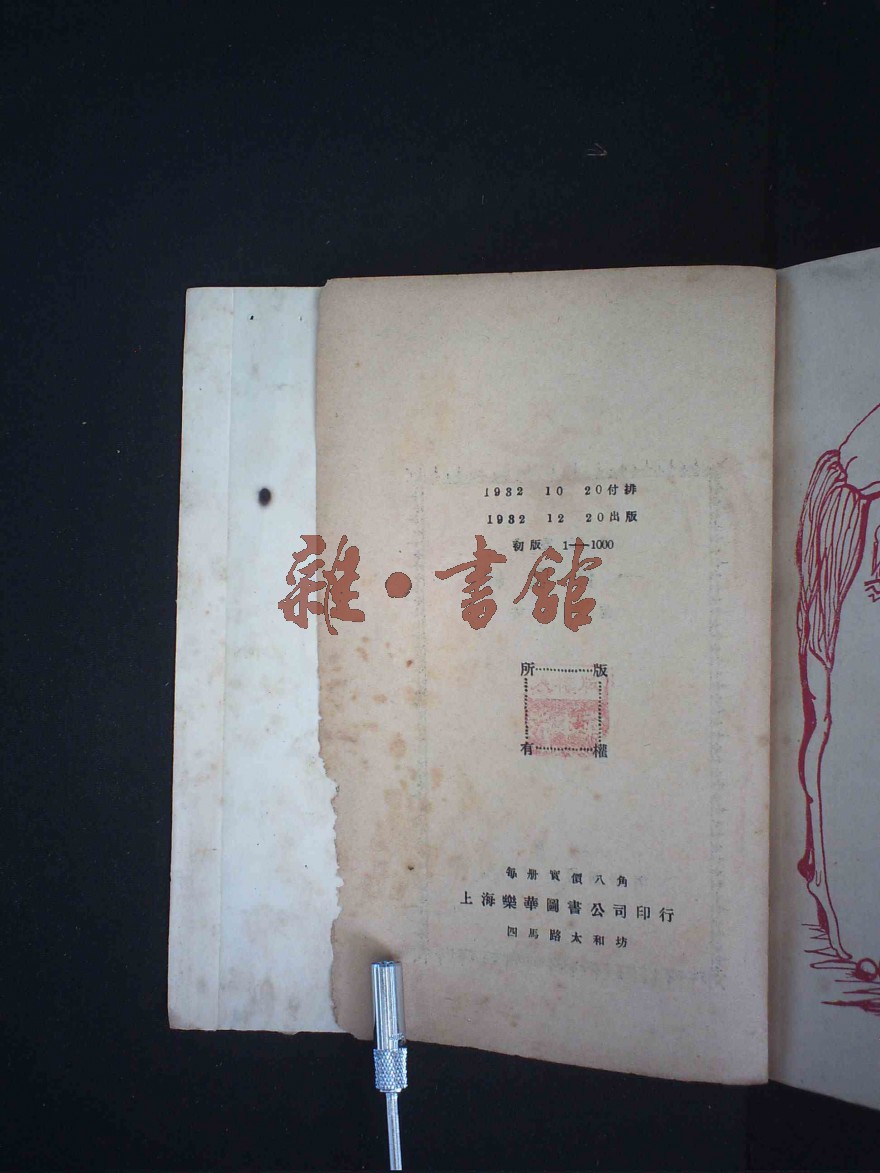 1932 10 20付排
1932 12 20出版
初版 1——1000
雜·書館
版權所有
每册實價八角
上海樂華圖書公司印行
四馬路太和坊